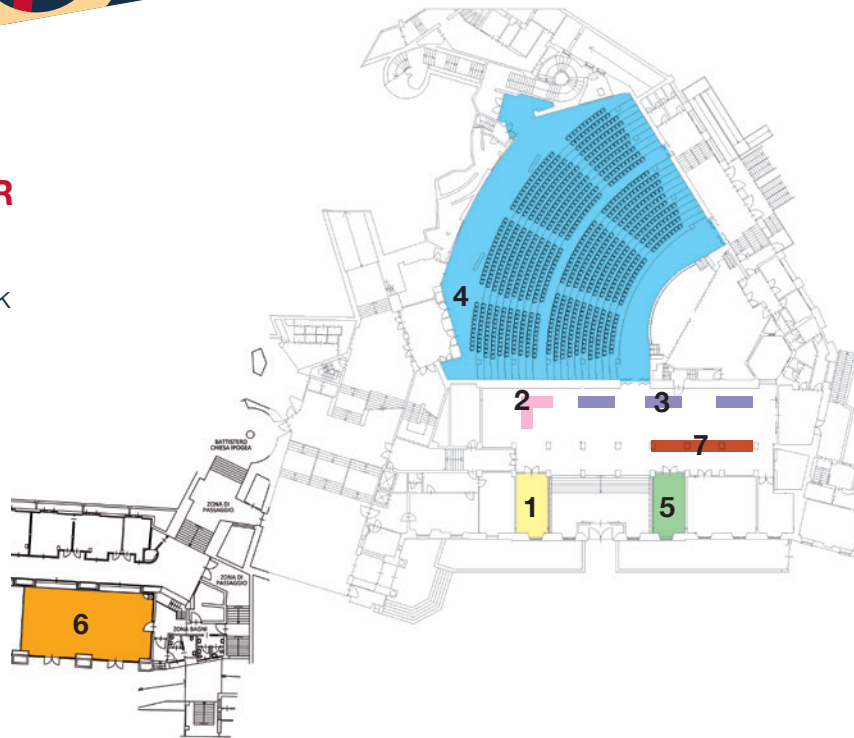 R
K
4
2
3
7
1
5
BATTISTERO
CHIESA IPOGEA
ZONA DI
PASSAGGIO
ZONA DI
PASSAGGIO
6
ZONA BAGNI